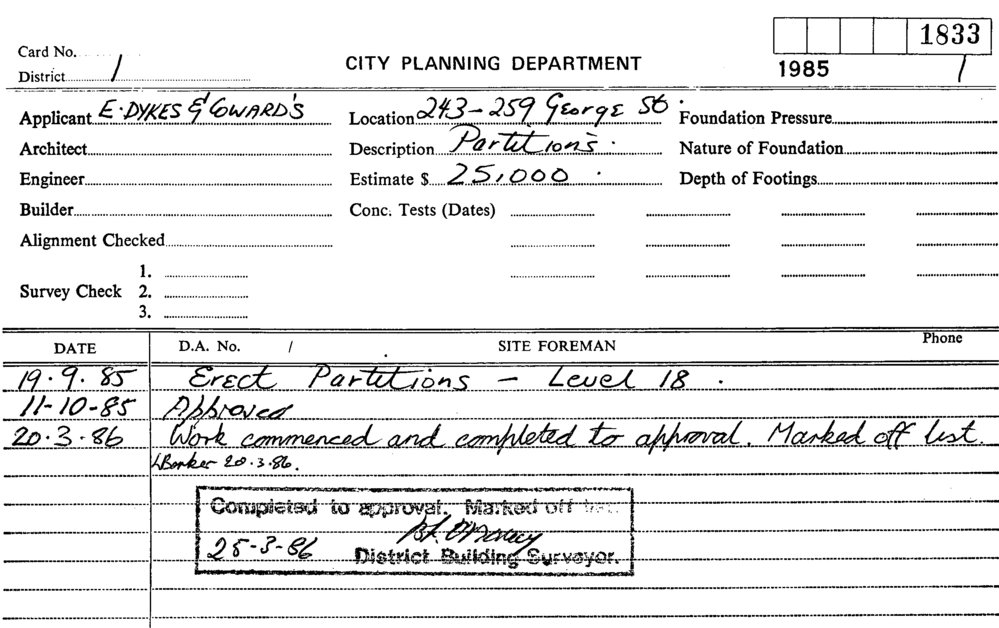 1833
Card No.
District 1
CITY PLANNING DEPARTMENT
1985 1
Applicant E. DYKES & COWARD'S
Location 243-259 George St.
Foundation Pressure
Architect
Description Partitions.
Nature of Foundation
Engineer
Estimate $ 25,000.
Depth of Footings
Builder
Conc. Tests (Dates)
Alignment Checked
1.
Survey Check 2.
3.
DATE D.A. No. / SITE FOREMAN Phone
19.9.85 Erect Partitions - Level 18.
11-10-85 Approved
20.3.86 Work commenced and completed to approval. Marked off list.
20.3.86.
Completed to approval. Marked off list.
25-3-86 District Building Surveyor.